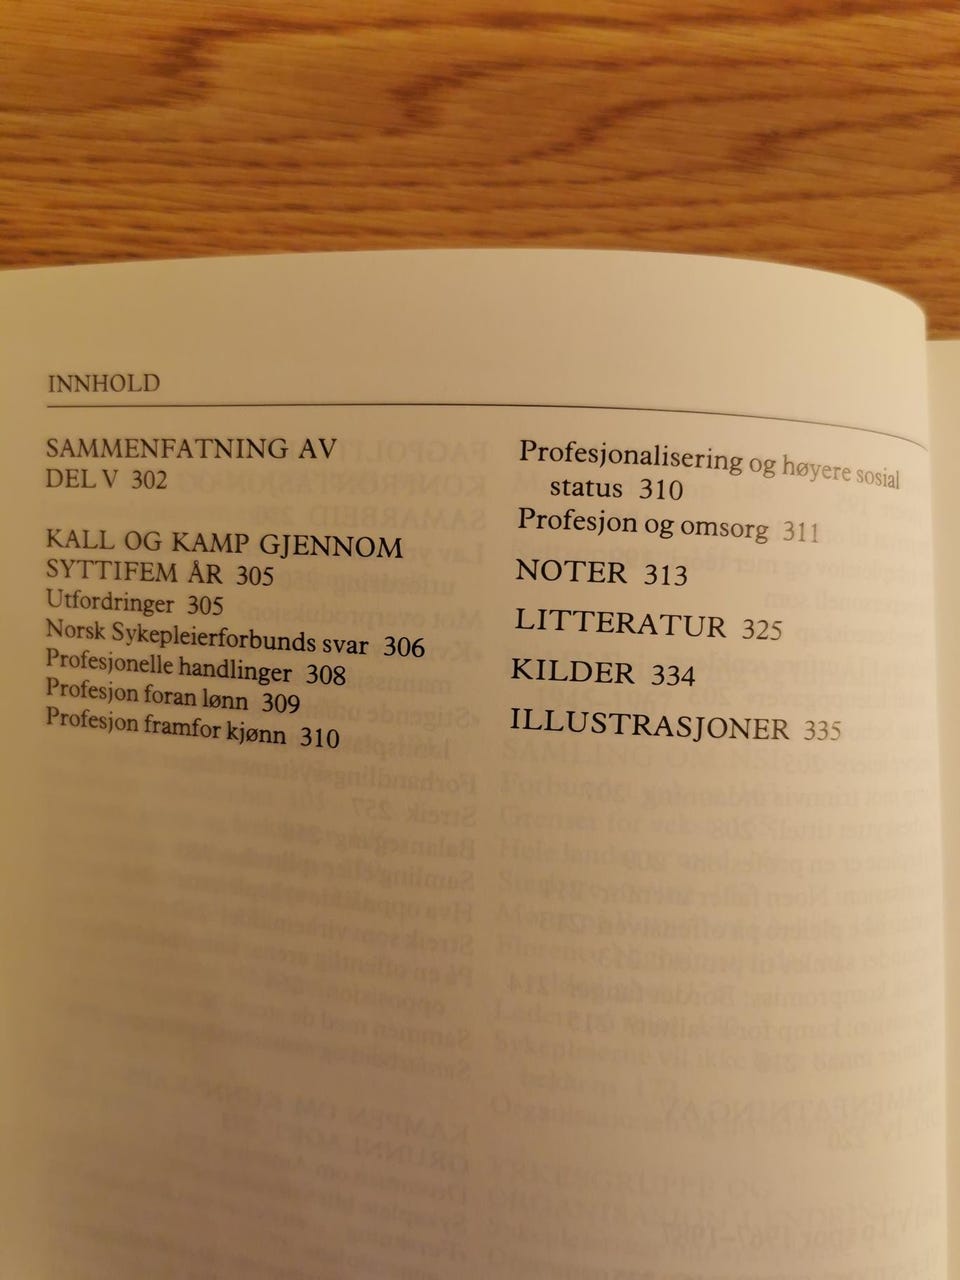 INNHOLD
SAMMENFATNING AV
DEL V 302
KALL OG KAMP GJENNOM
SYTTIFEM ÅR 305
Utfordringer 305
Norsk Sykepleierforbunds svar 306
Profesjonelle handlinger 308
Profesjon foran lønn 309
Profesjon framfor kjønn 310
Profesjonalisering og høyere sosial
status 310
Profesjon og omsorg 311
NOTER 313
LITTERATUR 325
KILDER 334
ILLUSTRASJONER 335